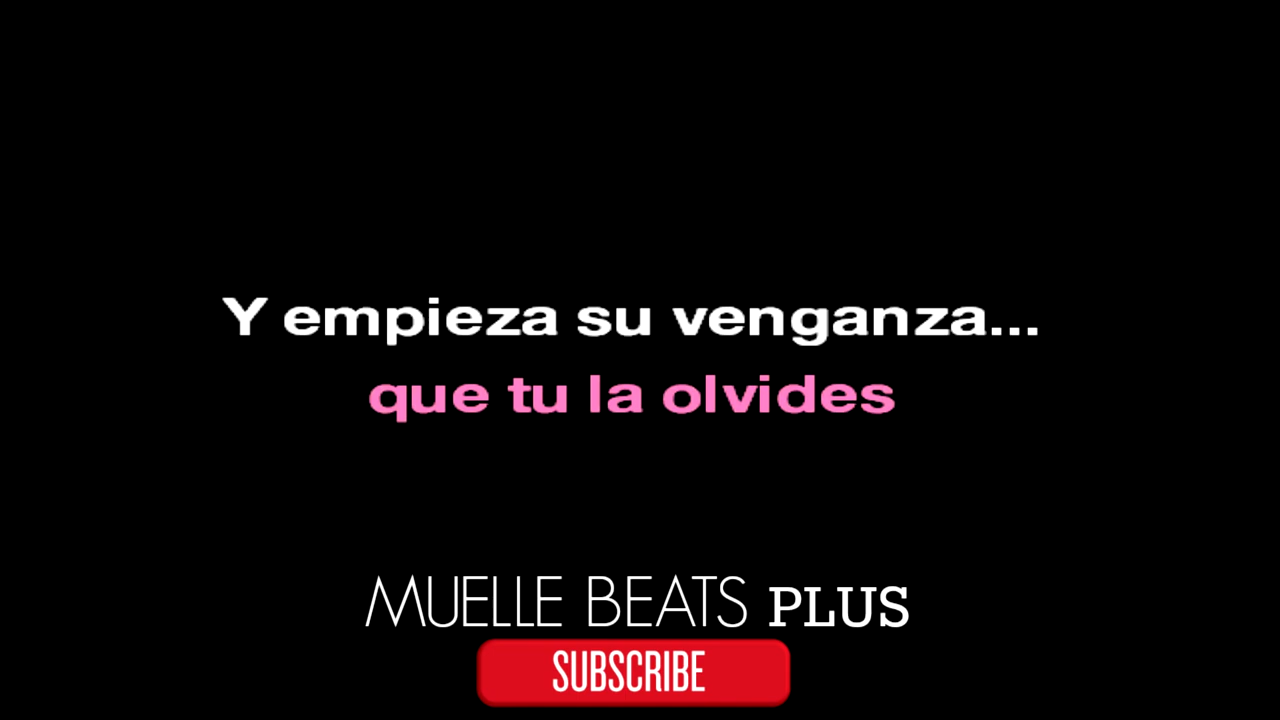 Y empieza su venganza...
que tu la olvides
MUELLE BEATS PLUS
SUBSCRIBE